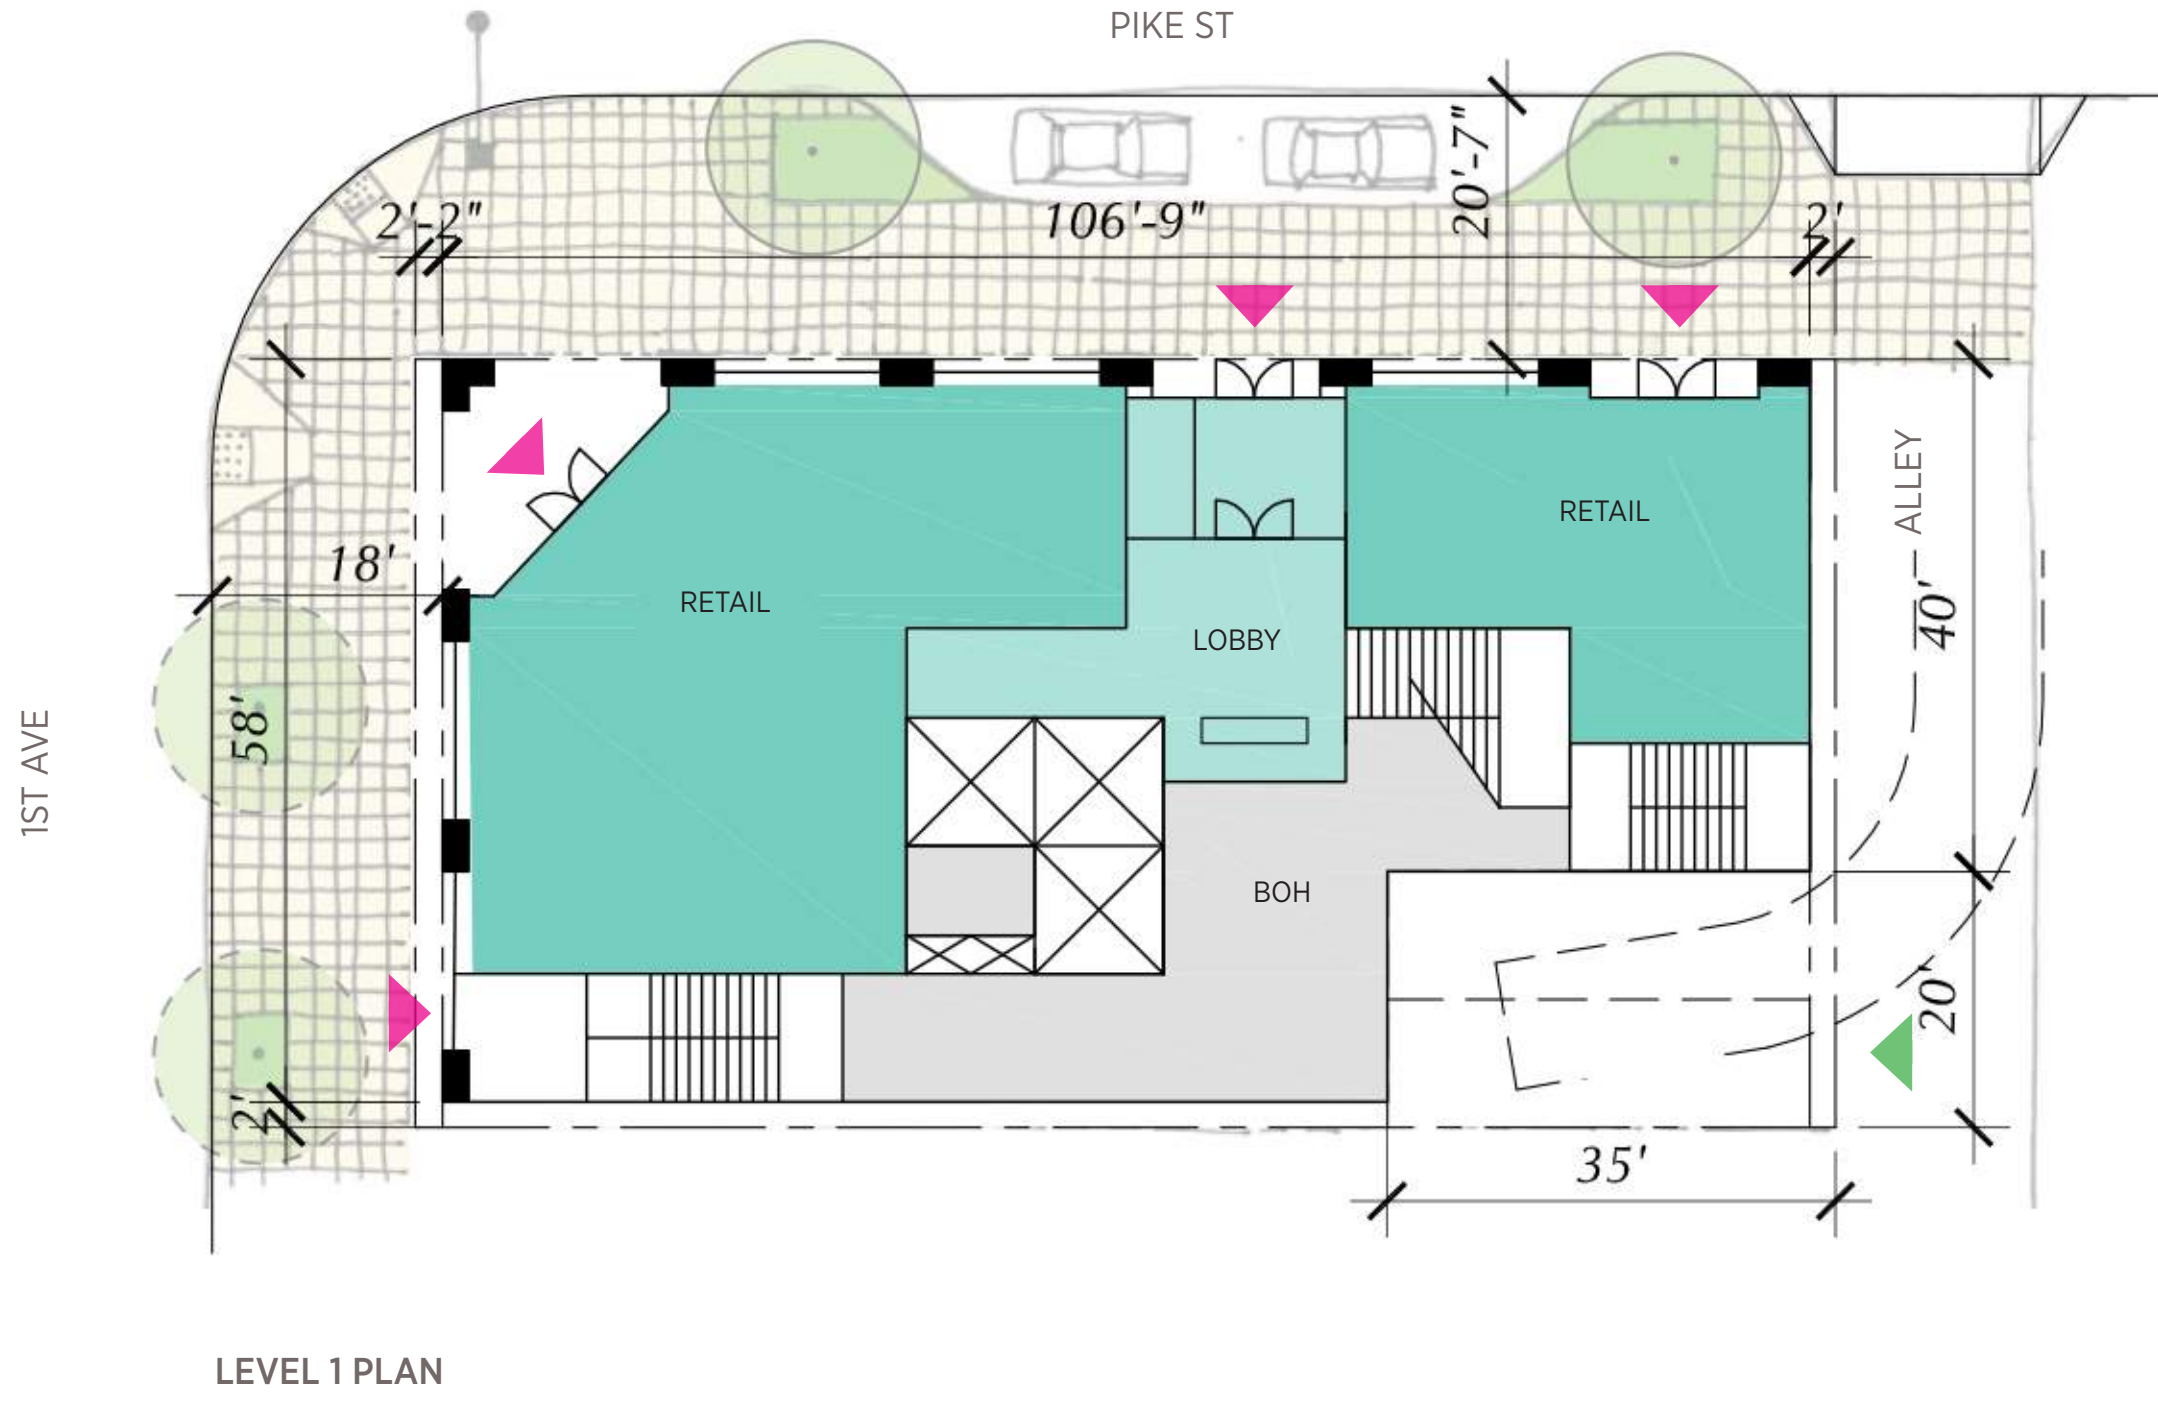 PIKE ST
20'-7"
2'-2"
106'-9"
2'
ALLEY
RETAIL
18'
RETAIL
40'
LOBBY
58'
1ST AVE
BOH
20'
2'
35'
LEVEL 1 PLAN